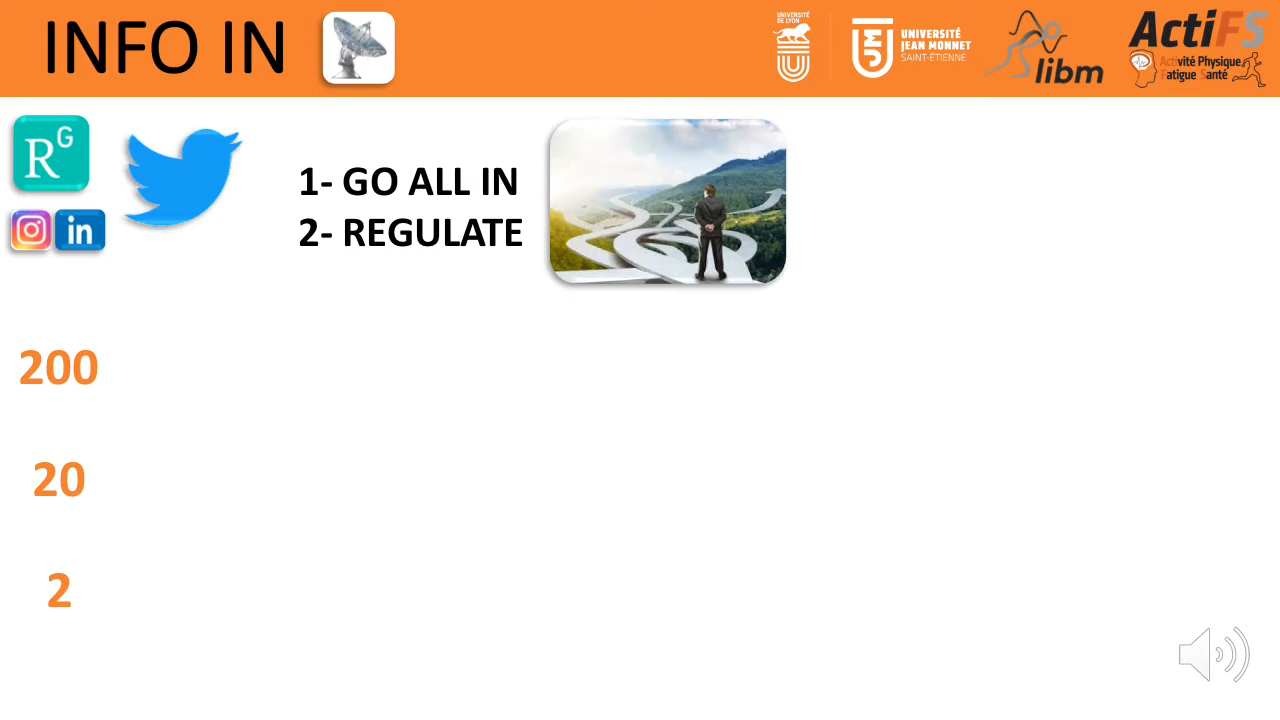 INFO IN
UNIVERSITÉ
DE LYON
UNIVERSITÉ
JEAN MONNET
SAINT-ÉTIENNE
libm
ActiFS
Activité Physique
Fatigue Santé
RG
in
1- GO ALL IN
2- REGULATE
200
20
2